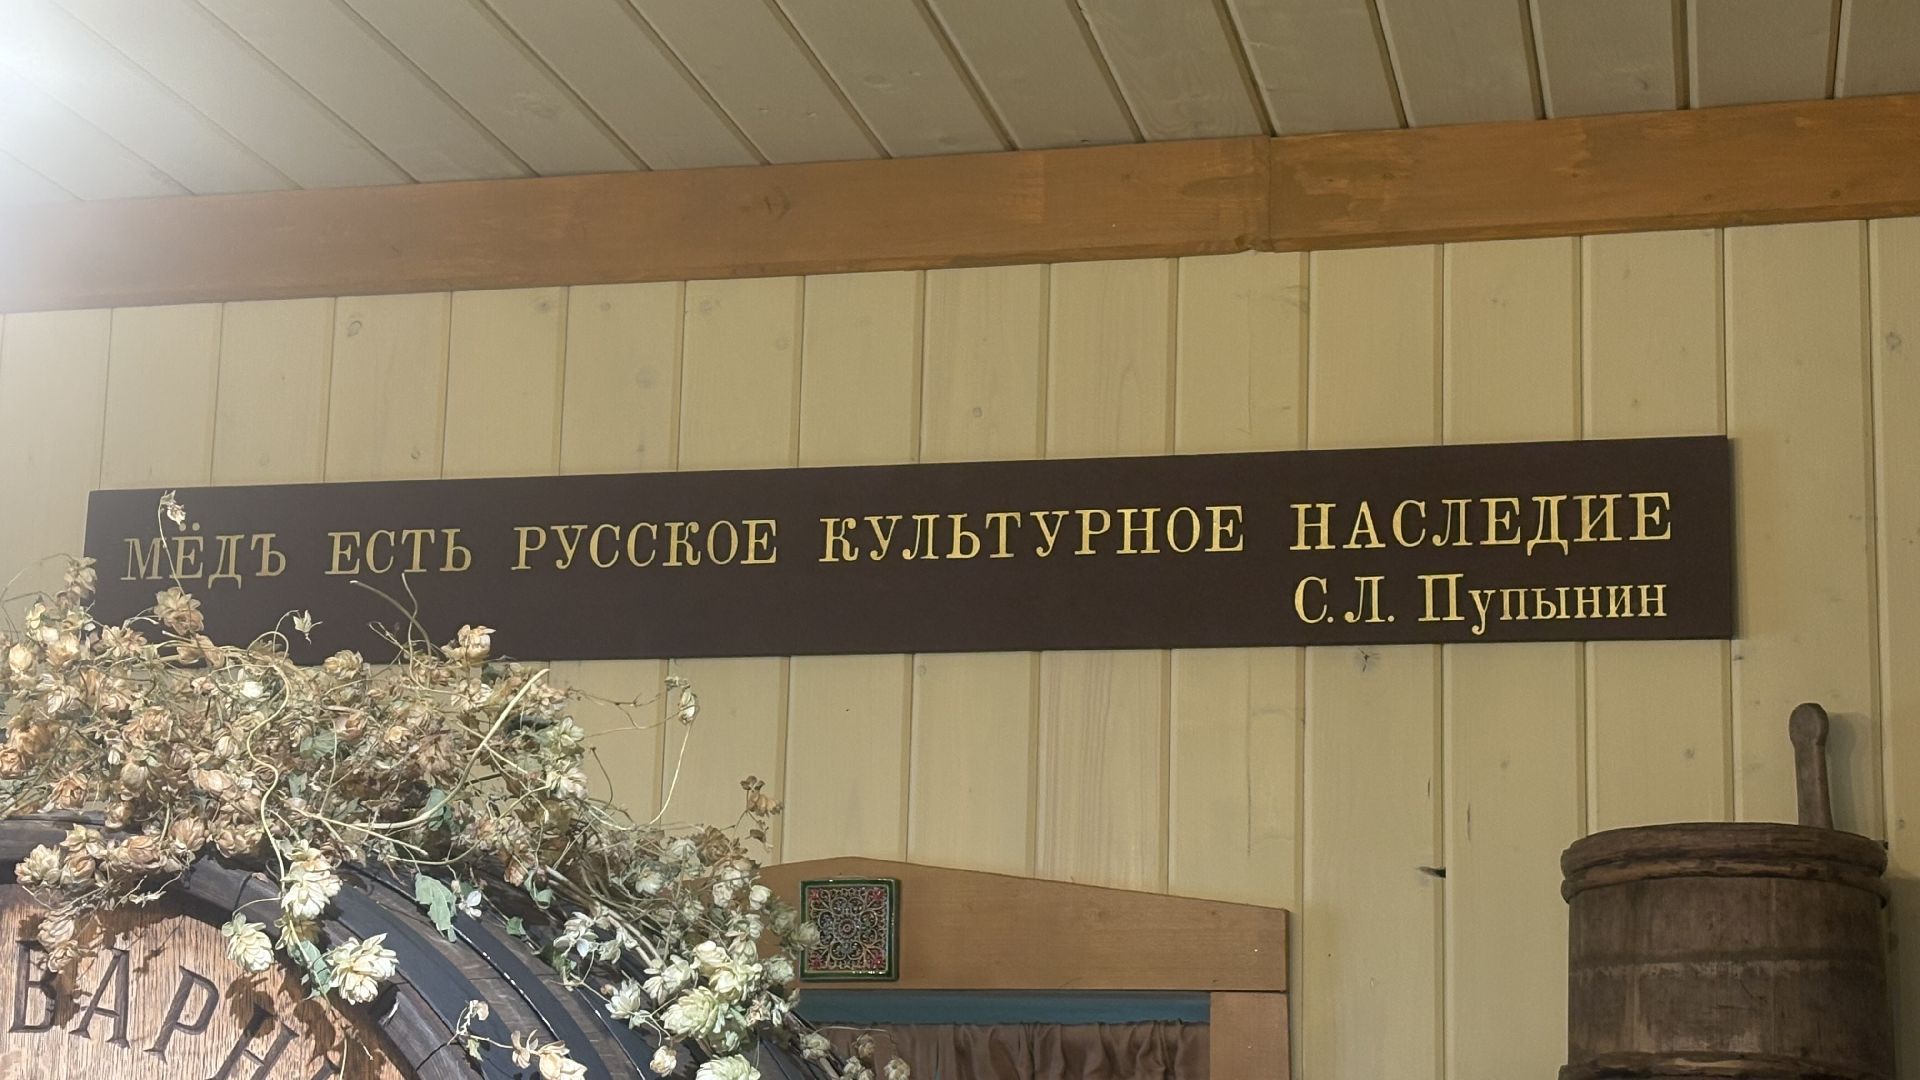 МЁДЪ ЕСТЬ РУССКОЕ КУЛЬТУРНОЕ НАСЛЕДИЕ
С.Л. Пупынин